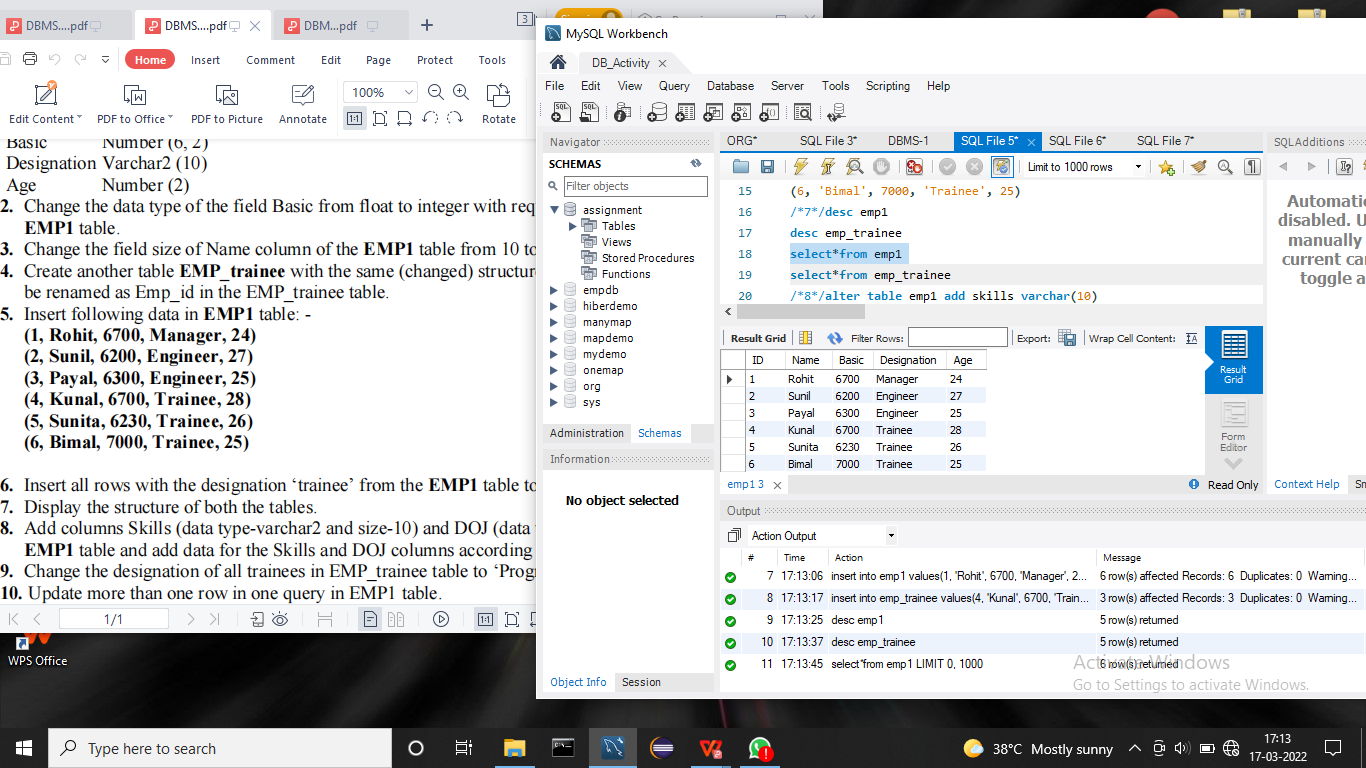 DBMS....pdf
DBMS....pdf
DBM...pdf
3
Home
Insert
Comment
Edit
Page
Protect
Tools
Edit Content
PDF to Office
PDF to Picture
Annotate
100%
1:1
Rotate
Basic Number (6, 2)
Designation Varchar2 (10)
Age Number (2)
2. Change the data type of the field Basic from float to integer with req
EMP1 table.
3. Change the field size of Name column of the EMP1 table from 10 to
4. Create another table EMP_trainee with the same (changed) structur
be renamed as Emp_id in the EMP_trainee table.
5. Insert following data in EMP1 table: -
(1, Rohit, 6700, Manager, 24)
(2, Sunil, 6200, Engineer, 27)
(3, Payal, 6300, Engineer, 25)
(4, Kunal, 6700, Trainee, 28)
(5, Sunita, 6230, Trainee, 26)
(6, Bimal, 7000, Trainee, 25)
6. Insert all rows with the designation ‘trainee’ from the EMP1 table to
7. Display the structure of both the tables.
8. Add columns Skills (data type-varchar2 and size-10) and DOJ (data
EMP1 table and add data for the Skills and DOJ columns according
9. Change the designation of all trainees in EMP_trainee table to ‘Prog
10. Update more than one row in one query in EMP1 table.
1/1
1:1
WPS Office
MySQL Workbench
DB_Activity
File Edit View Query Database Server Tools Scripting Help
Navigator
SCHEMAS
Filter objects
assignment
Tables
Views
Stored Procedures
Functions
empdb
hiberdemo
manymap
mapdemo
mydemo
onemap
org
sys
Administration Schemas
Information
No object selected
Object Info Session
ORG* SQL File 3* DBMS-1 SQL File 5* SQL File 6* SQL File 7*
Limit to 1000 rows
15 (6, 'Bimal', 7000, 'Trainee', 25)
16 /*7*/desc emp1
17 desc emp_trainee
18 select*from emp1
19 select*from emp_trainee
20 /*8*/alter table emp1 add skills varchar(10)
Result Grid Filter Rows: Export: Wrap Cell Content:
ID Name Basic Designation Age
1 Rohit 6700 Manager 24
2 Sunil 6200 Engineer 27
3 Payal 6300 Engineer 25
4 Kunal 6700 Trainee 28
5 Sunita 6230 Trainee 26
6 Bimal 7000 Trainee 25
Result
Grid
Form
Editor
emp1 3
Read Only
Output
Action Output
# Time Action Message
7 17:13:06 insert into emp1 values(1, 'Rohit', 6700, 'Manager', 2... 6 row(s) affected Records: 6 Duplicates: 0 Warning...
8 17:13:17 insert into emp_trainee values(4, 'Kunal', 6700, 'Train... 3 row(s) affected Records: 3 Duplicates: 0 Warning...
9 17:13:25 desc emp1 5 row(s) returned
10 17:13:37 desc emp_trainee 5 row(s) returned
11 17:13:45 select*from emp1 LIMIT 0, 1000 6 row(s) returned
SQLAdditions
Automatic
disabled. U
manually
current car
toggle a
Context Help Sn
Activate Windows
Go to Settings to activate Windows.
Type here to search
38°C Mostly sunny
17:13
17-03-2022